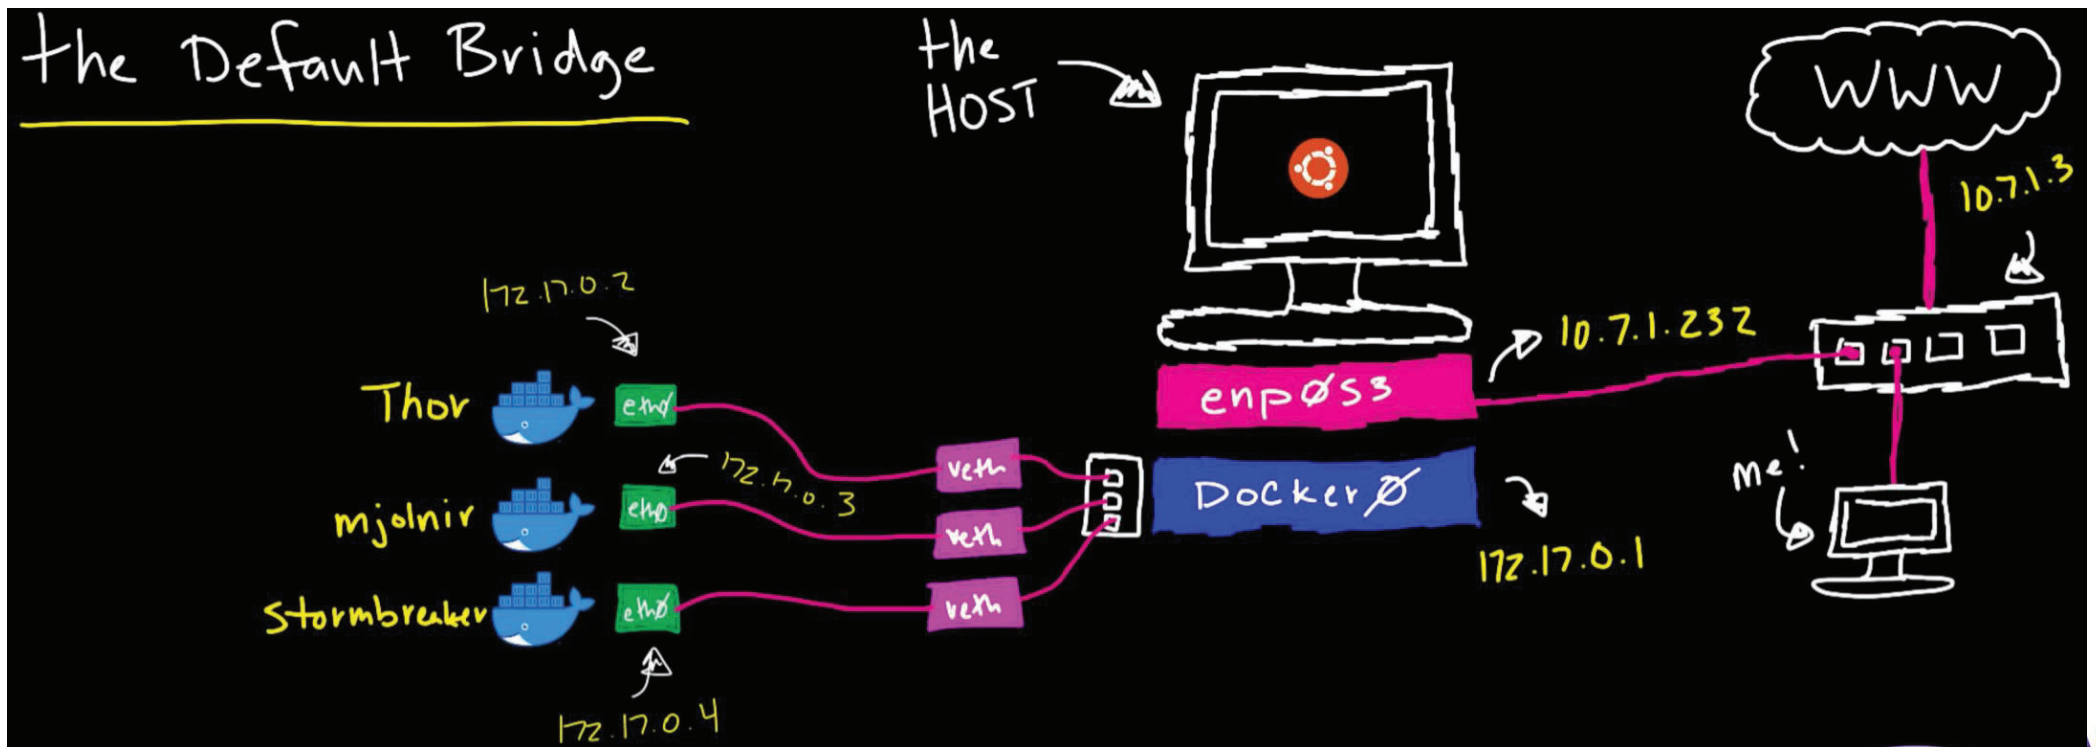 the Default Bridge
the
HOST
WWW
10.7.1.3
172.17.0.2
10.7.1.232
Thor
eth0
enp0s3
veth
172.17.0.3
Docker0
me!
mjolnir
eth0
veth
172.17.0.1
stormbreaker
eth0
veth
172.17.0.4